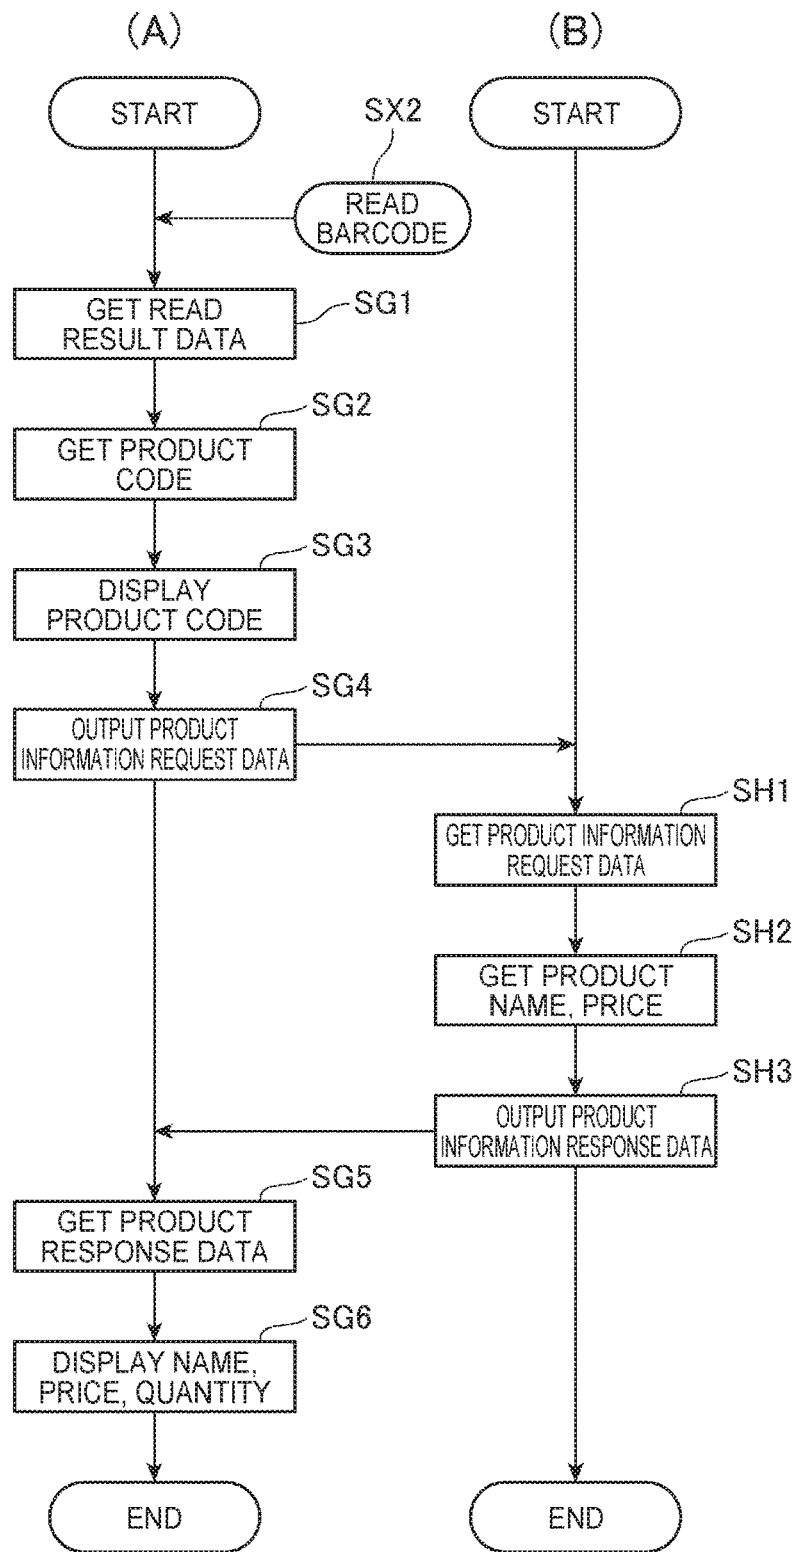 (A)
(B)
START
START
SX2
READ
BARCODE
GET READ
RESULT DATA
SG1
SG2
GET PRODUCT
CODE
SG3
DISPLAY
PRODUCT CODE
SG4
OUTPUT PRODUCT
INFORMATION REQUEST DATA
SH1
GET PRODUCT INFORMATION
REQUEST DATA
SH2
GET PRODUCT
NAME, PRICE
SH3
OUTPUT PRODUCT
INFORMATION RESPONSE DATA
SG5
GET PRODUCT
RESPONSE DATA
SG6
DISPLAY NAME,
PRICE, QUANTITY
END
END